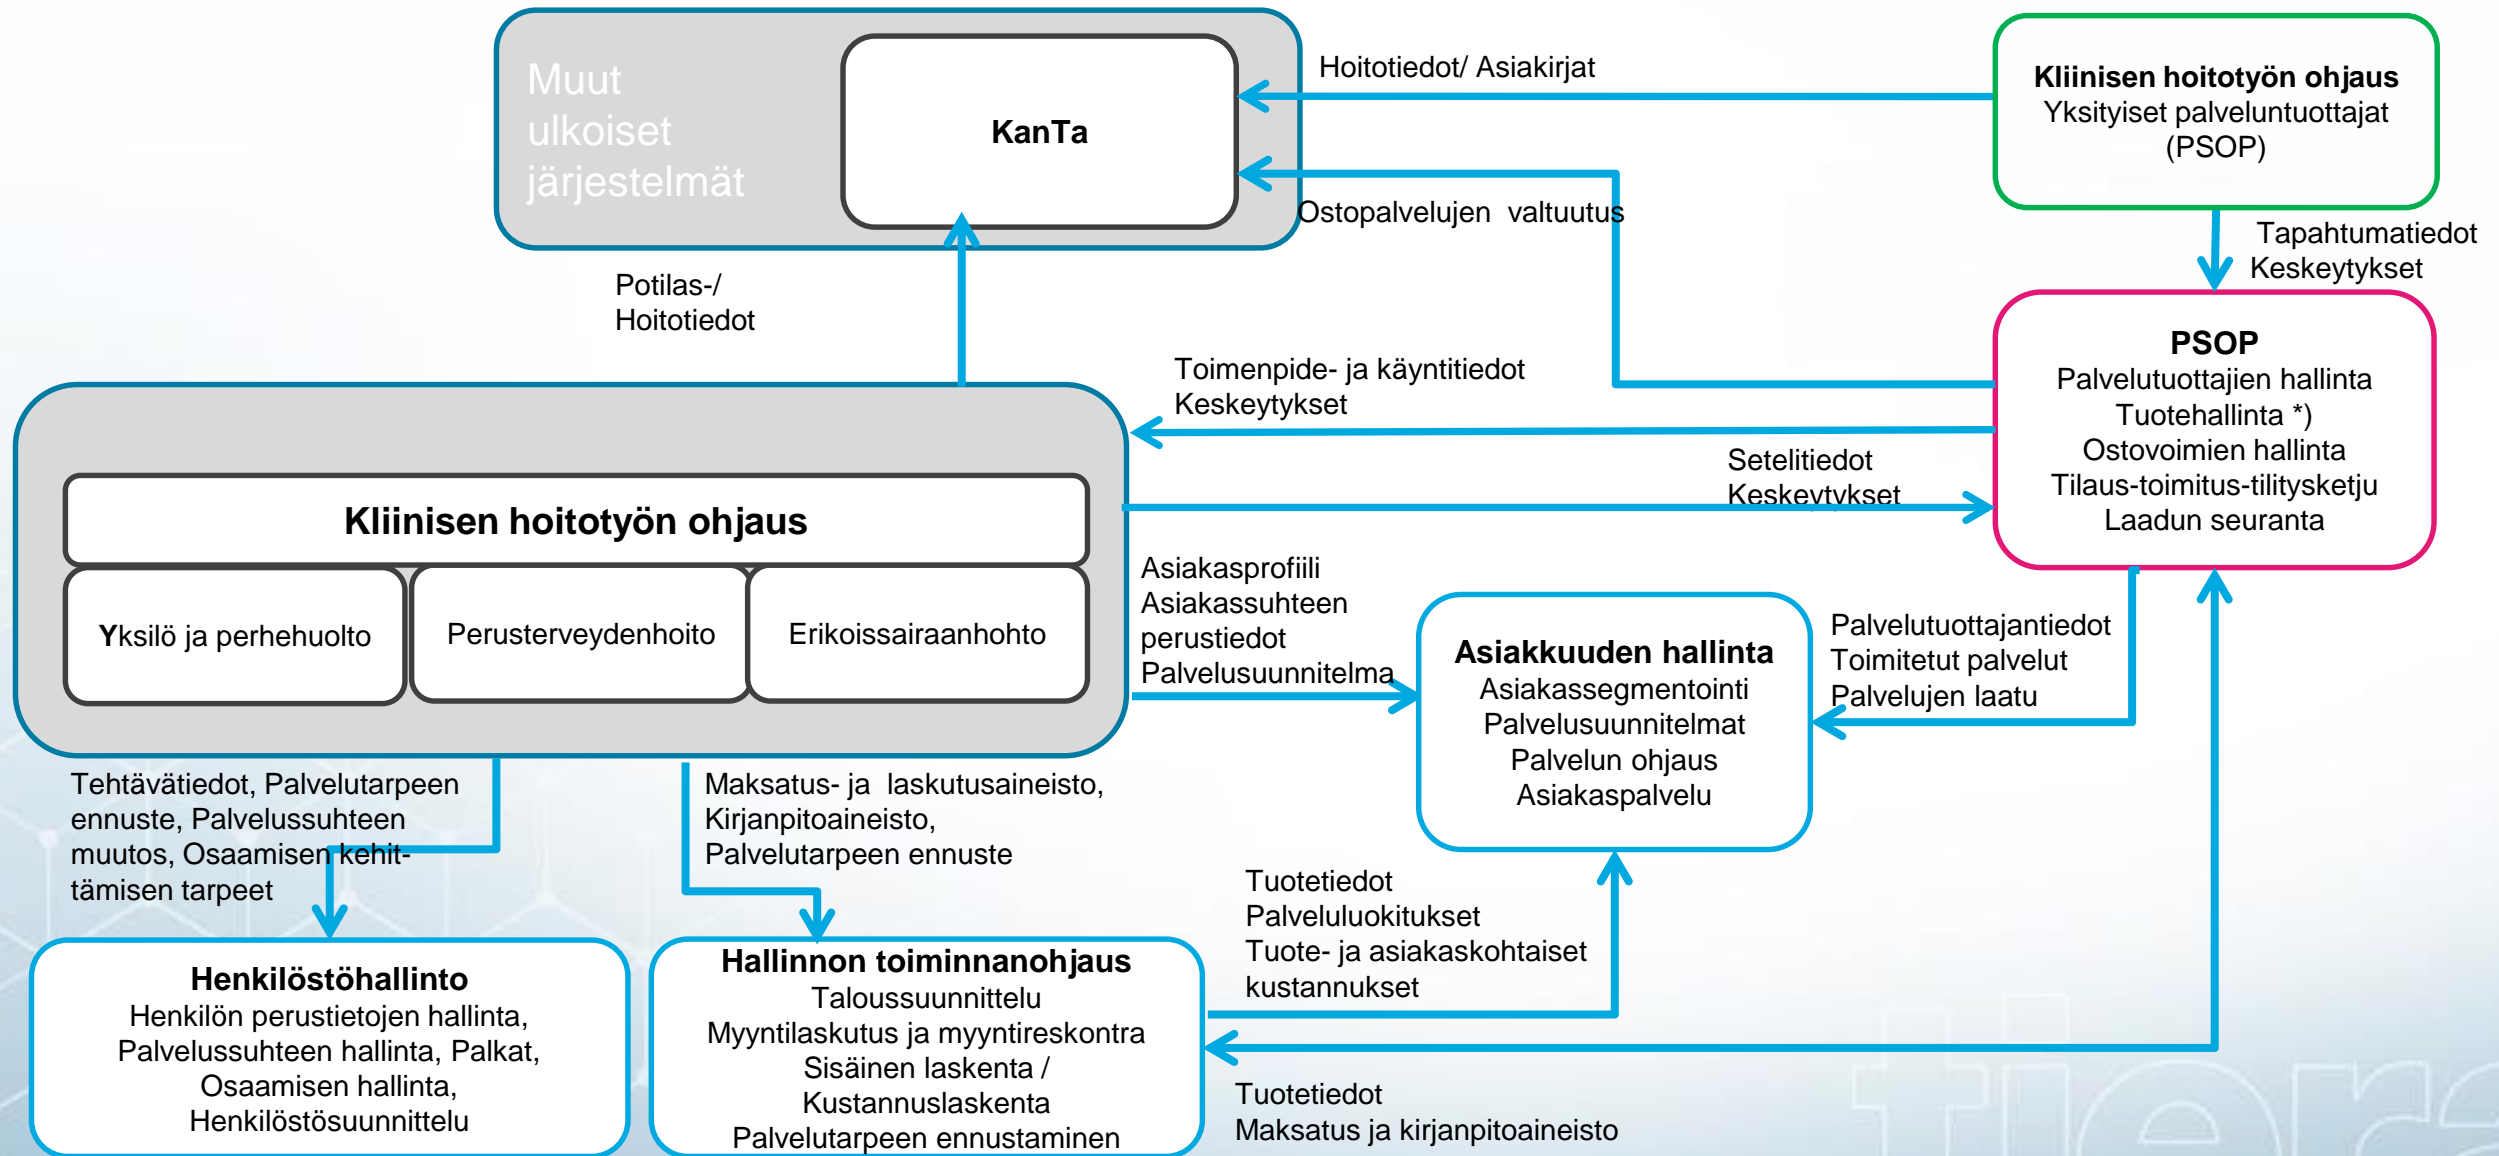 Muut
ulkoiset
järjestelmät
KanTa
Hoitotiedot/ Asiakirjat
Kliinisen hoitotyön ohjaus
Yksityiset palveluntuottajat
(PSOP)
Ostopalvelujen valtuutus
Tapahtumatiedot
Keskeytykset
Potilas-/
Hoitotiedot
PSOP
Palvelutuottajien hallinta
Tuotehallinta *)
Ostovoimien hallinta
Tilaus-toimitus-tilitysketju
Laadun seuranta
Toimenpide- ja käyntitiedot
Keskeytykset
Setelitiedot
Keskeytykset
Kliinisen hoitotyön ohjaus
Yksilö ja perhehuolto
Perusterveydenhoito
Erikoissairaanhohto
Asiakasprofiili
Asiakassuhteen
perustiedot
Palvelusuunnitelma
Asiakkuuden hallinta
Asiakassegmentointi
Palvelusuunnitelmat
Palvelun ohjaus
Asiakaspalvelu
Palvelutuottajantiedot
Toimitetut palvelut
Palvelujen laatu
Tehtävätiedot, Palvelutarpeen
ennuste, Palvelussuhteen
muutos, Osaamisen kehit-
tämisen tarpeet
Maksatus- ja laskutusaineisto,
Kirjanpitoaineisto,
Palvelutarpeen ennuste
Tuotetiedot
Palveluluokitukset
Tuote- ja asiakaskohtaiset
kustannukset
Henkilöstöhallinto
Henkilön perustietojen hallinta,
Palvelussuhteen hallinta, Palkat,
Osaamisen hallinta,
Henkilöstösuunnittelu
Hallinnon toiminnanohjaus
Taloussuunnittelu
Myyntilaskutus ja myyntireskontra
Sisäinen laskenta /
Kustannuslaskenta
Palvelutarpeen ennustaminen
Tuotetiedot
Maksatus ja kirjanpitoaineisto
tiera